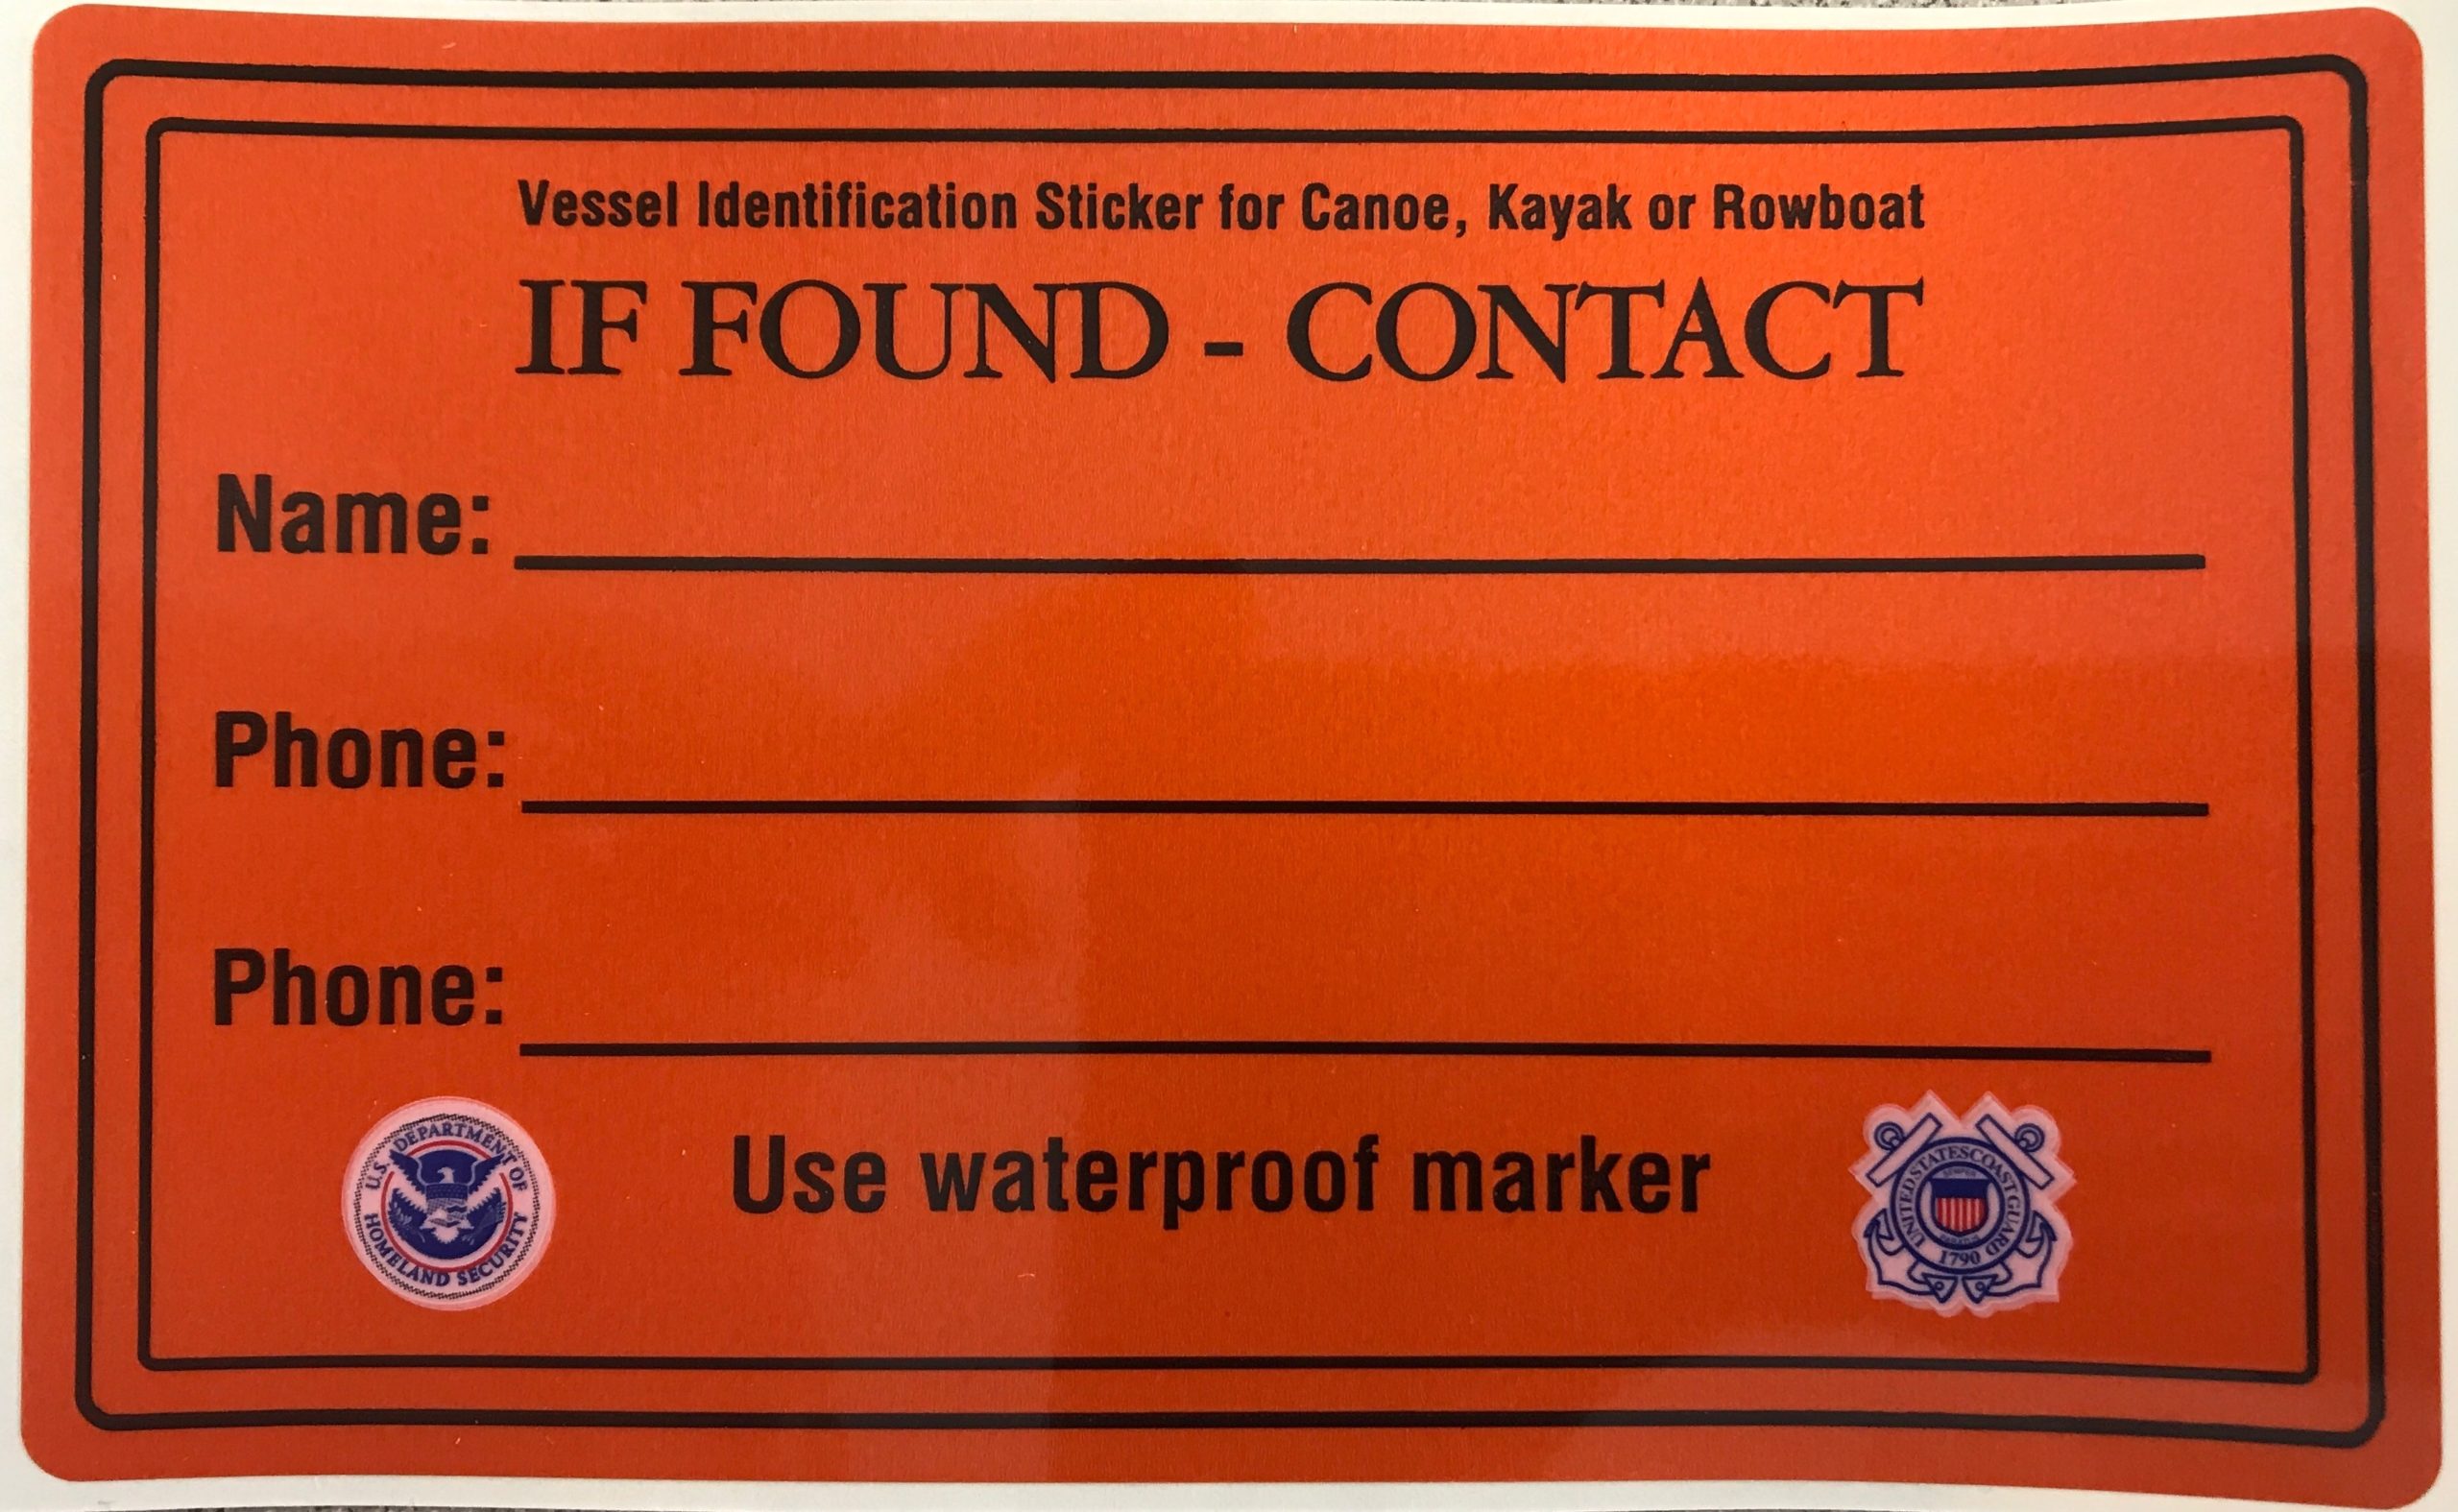 Vessel Identification Sticker for Canoe, Kayak or Rowboat
IF FOUND - CONTACT
Name:
Phone:
Phone:
U.S. DEPARTMENT OF HOMELAND SECURITY
Use waterproof marker
UNITED STATES COAST GUARD
1790